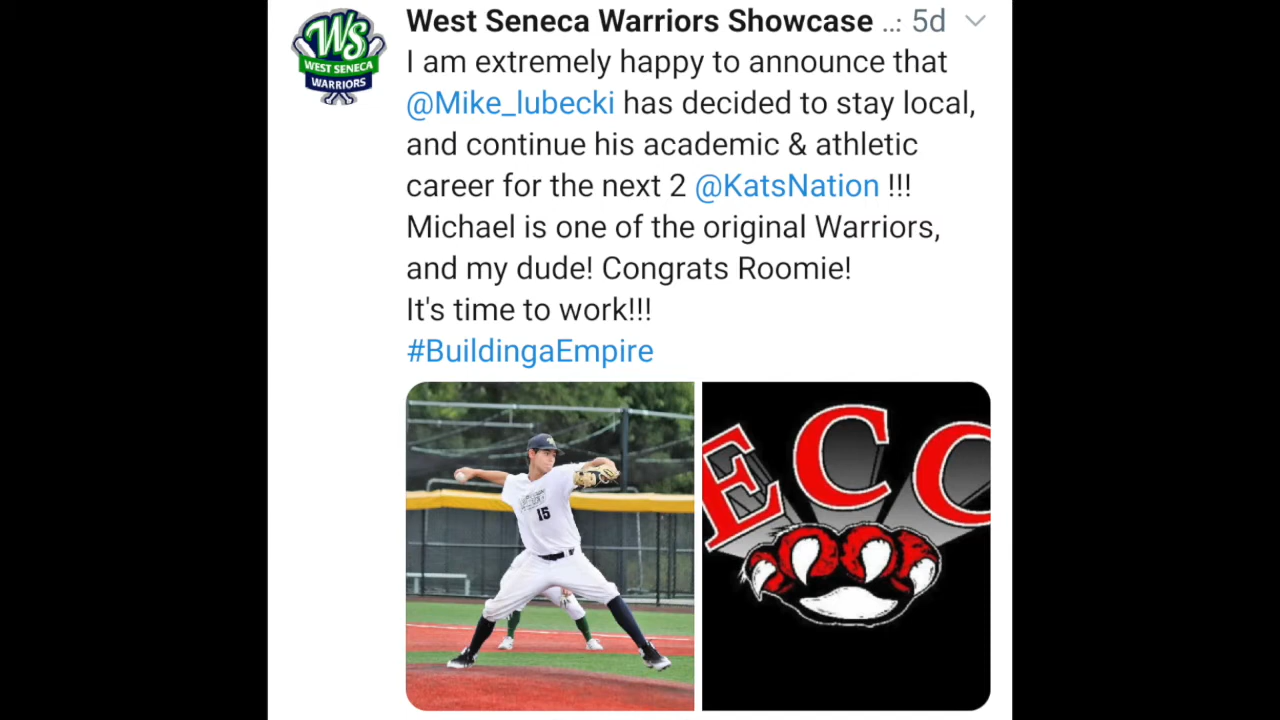 WS
WEST SENECA
WARRIORS
West Seneca Warriors Showcase ..: 5d
I am extremely happy to announce that
@Mike_lubecki has decided to stay local,
and continue his academic & athletic
career for the next 2 @KatsNation !!!
Michael is one of the original Warriors,
and my dude! Congrats Roomie!
It's time to work!!!
#BuildingaEmpire
15
ECC